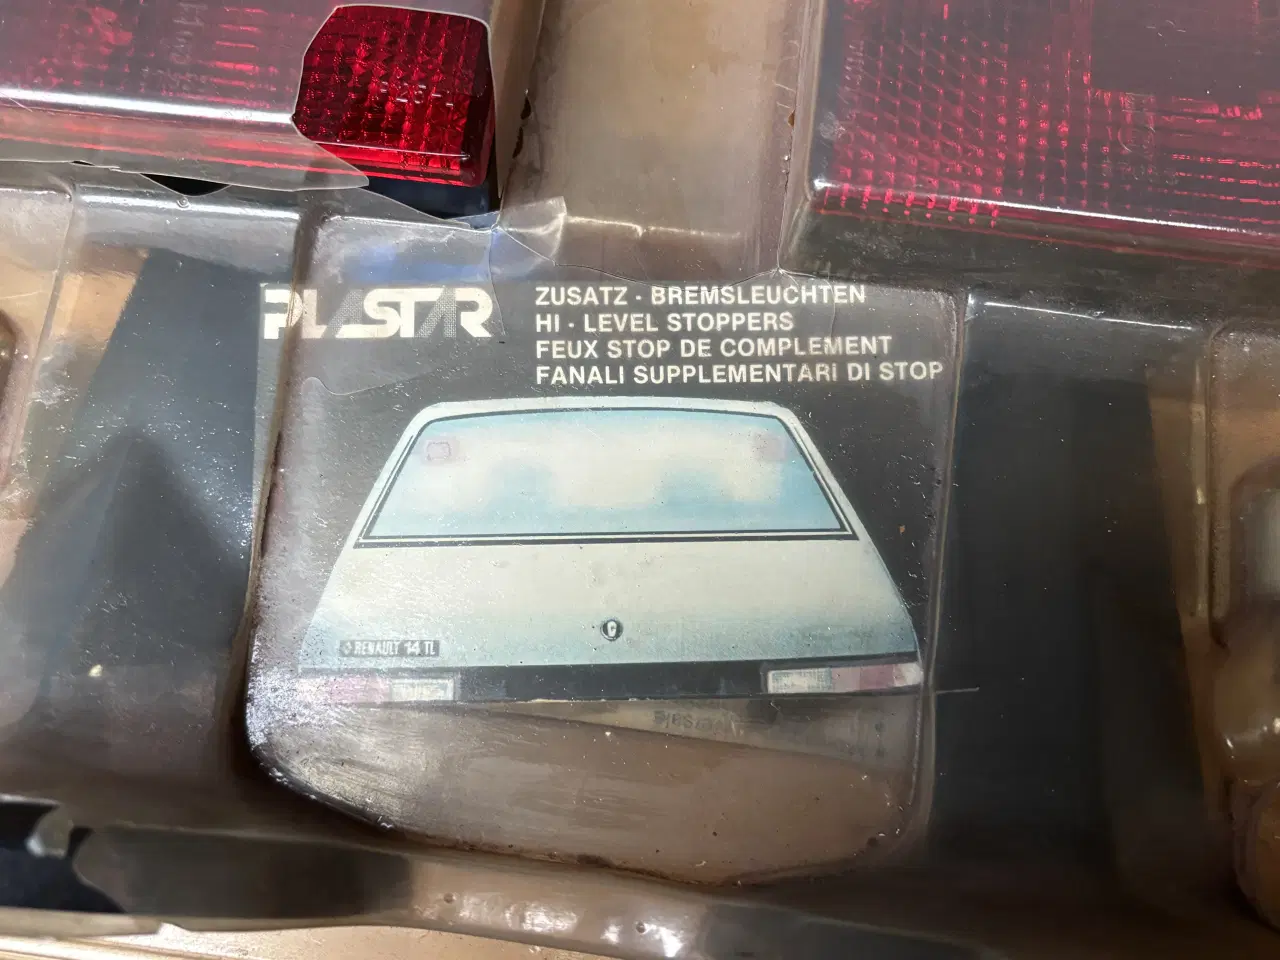 PLASTAR
ZUSATZ - BREMSLEUCHTEN
HI - LEVEL STOPPERS
FEUX STOP DE COMPLEMENT
FANALI SUPPLEMENTARI DI STOP
RENAULT 14 TL